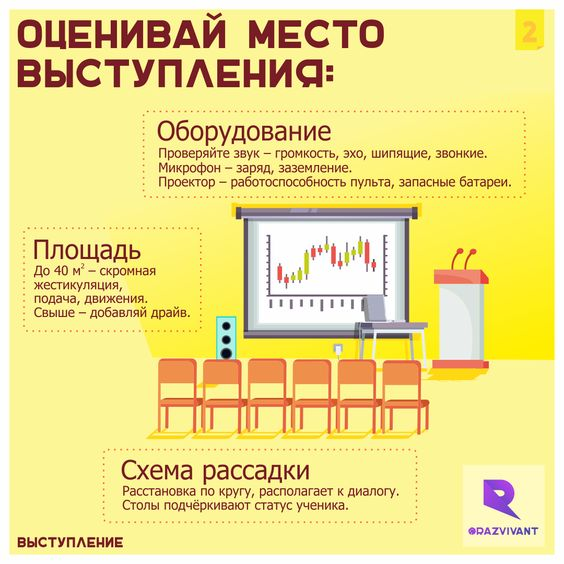 ОЦЕНИВАЙ МЕСТО
ВЫСТУПЛЕНИЯ:
2
Оборудование
Проверяйте звук – громкость, эхо, шипящие, звонкие.
Микрофон – заряд, заземление.
Проектор – работоспособность пульта, запасные батареи.
Площадь
До 40 м² – скромная
жестикуляция,
подача, движения.
Свыше – добавляй драйв.
Схема рассадки
Расстановка по кругу, располагает к диалогу.
Столы подчёркивают статус ученика.
ВЫСТУПЛЕНИЕ
@RAZVIVANT